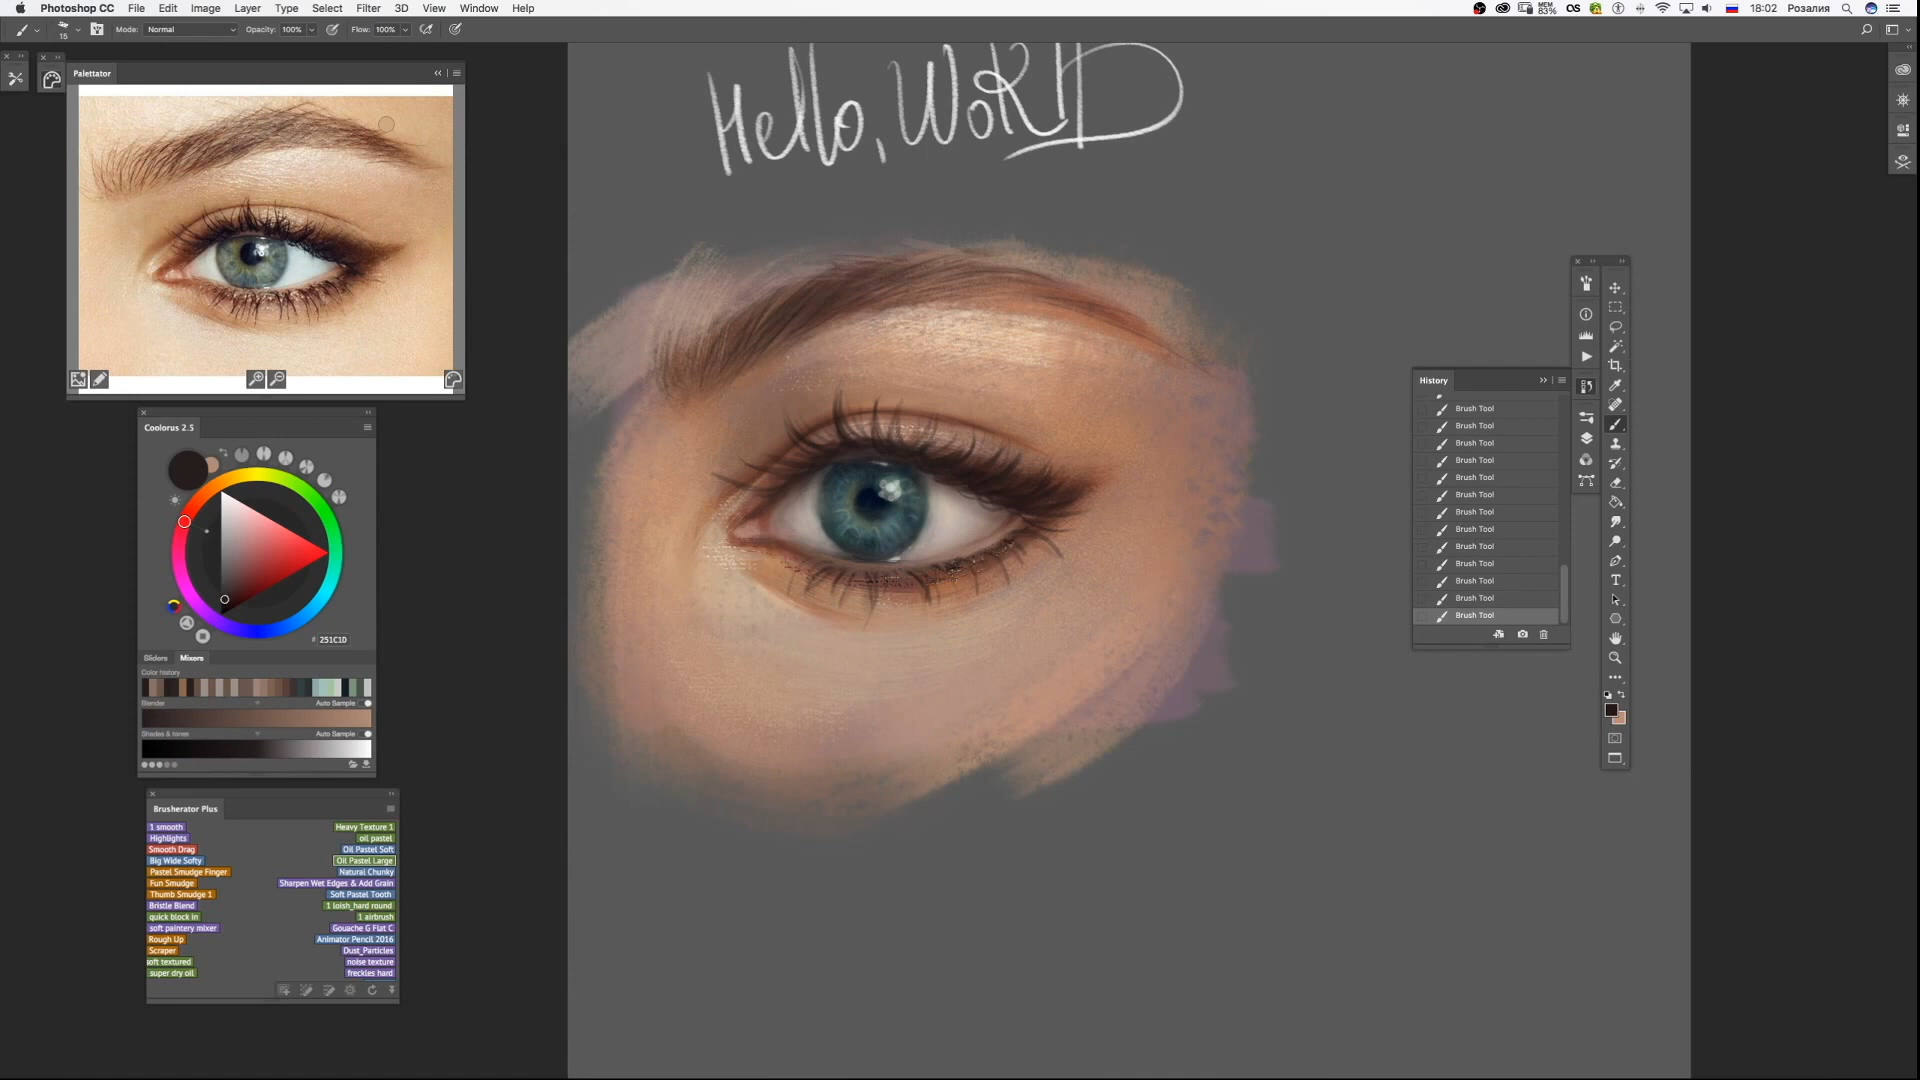 Photoshop CC File Edit Image Layer Type Select Filter 3D View Window Help MEM 83% 18:02 Розалия
15 Mode: Normal Opacity: 100% Flow: 100%
Palettator
Hello, WoRlD
Coolorus 2.5
# 251C1D
Sliders Mixers
Color history
Blender Auto Sample
Shades & tones Auto Sample
Brusherator Plus
1 smooth Heavy Texture 1
Highlights oil pastel
Smooth Drag Oil Pastel Soft
Big Wide Softy Oil Pastel Large
Pastel Smudge Finger Natural Chunky
Fun Smudge Sharpen Wet Edges & Add Grain
Thumb Smudge 1 Soft Pastel Tooth
Bristle Blend 1 loish_hard round
quick block in 1 airbrush
soft paintery mixer Gouache G Flat C
Rough Up Animator Pencil 2016
Scraper Dust_Particles
soft textured noise texture
super dry oil freckles hard
History
Brush Tool
Brush Tool
Brush Tool
Brush Tool
Brush Tool
Brush Tool
Brush Tool
Brush Tool
Brush Tool
Brush Tool
Brush Tool
Brush Tool
Brush Tool